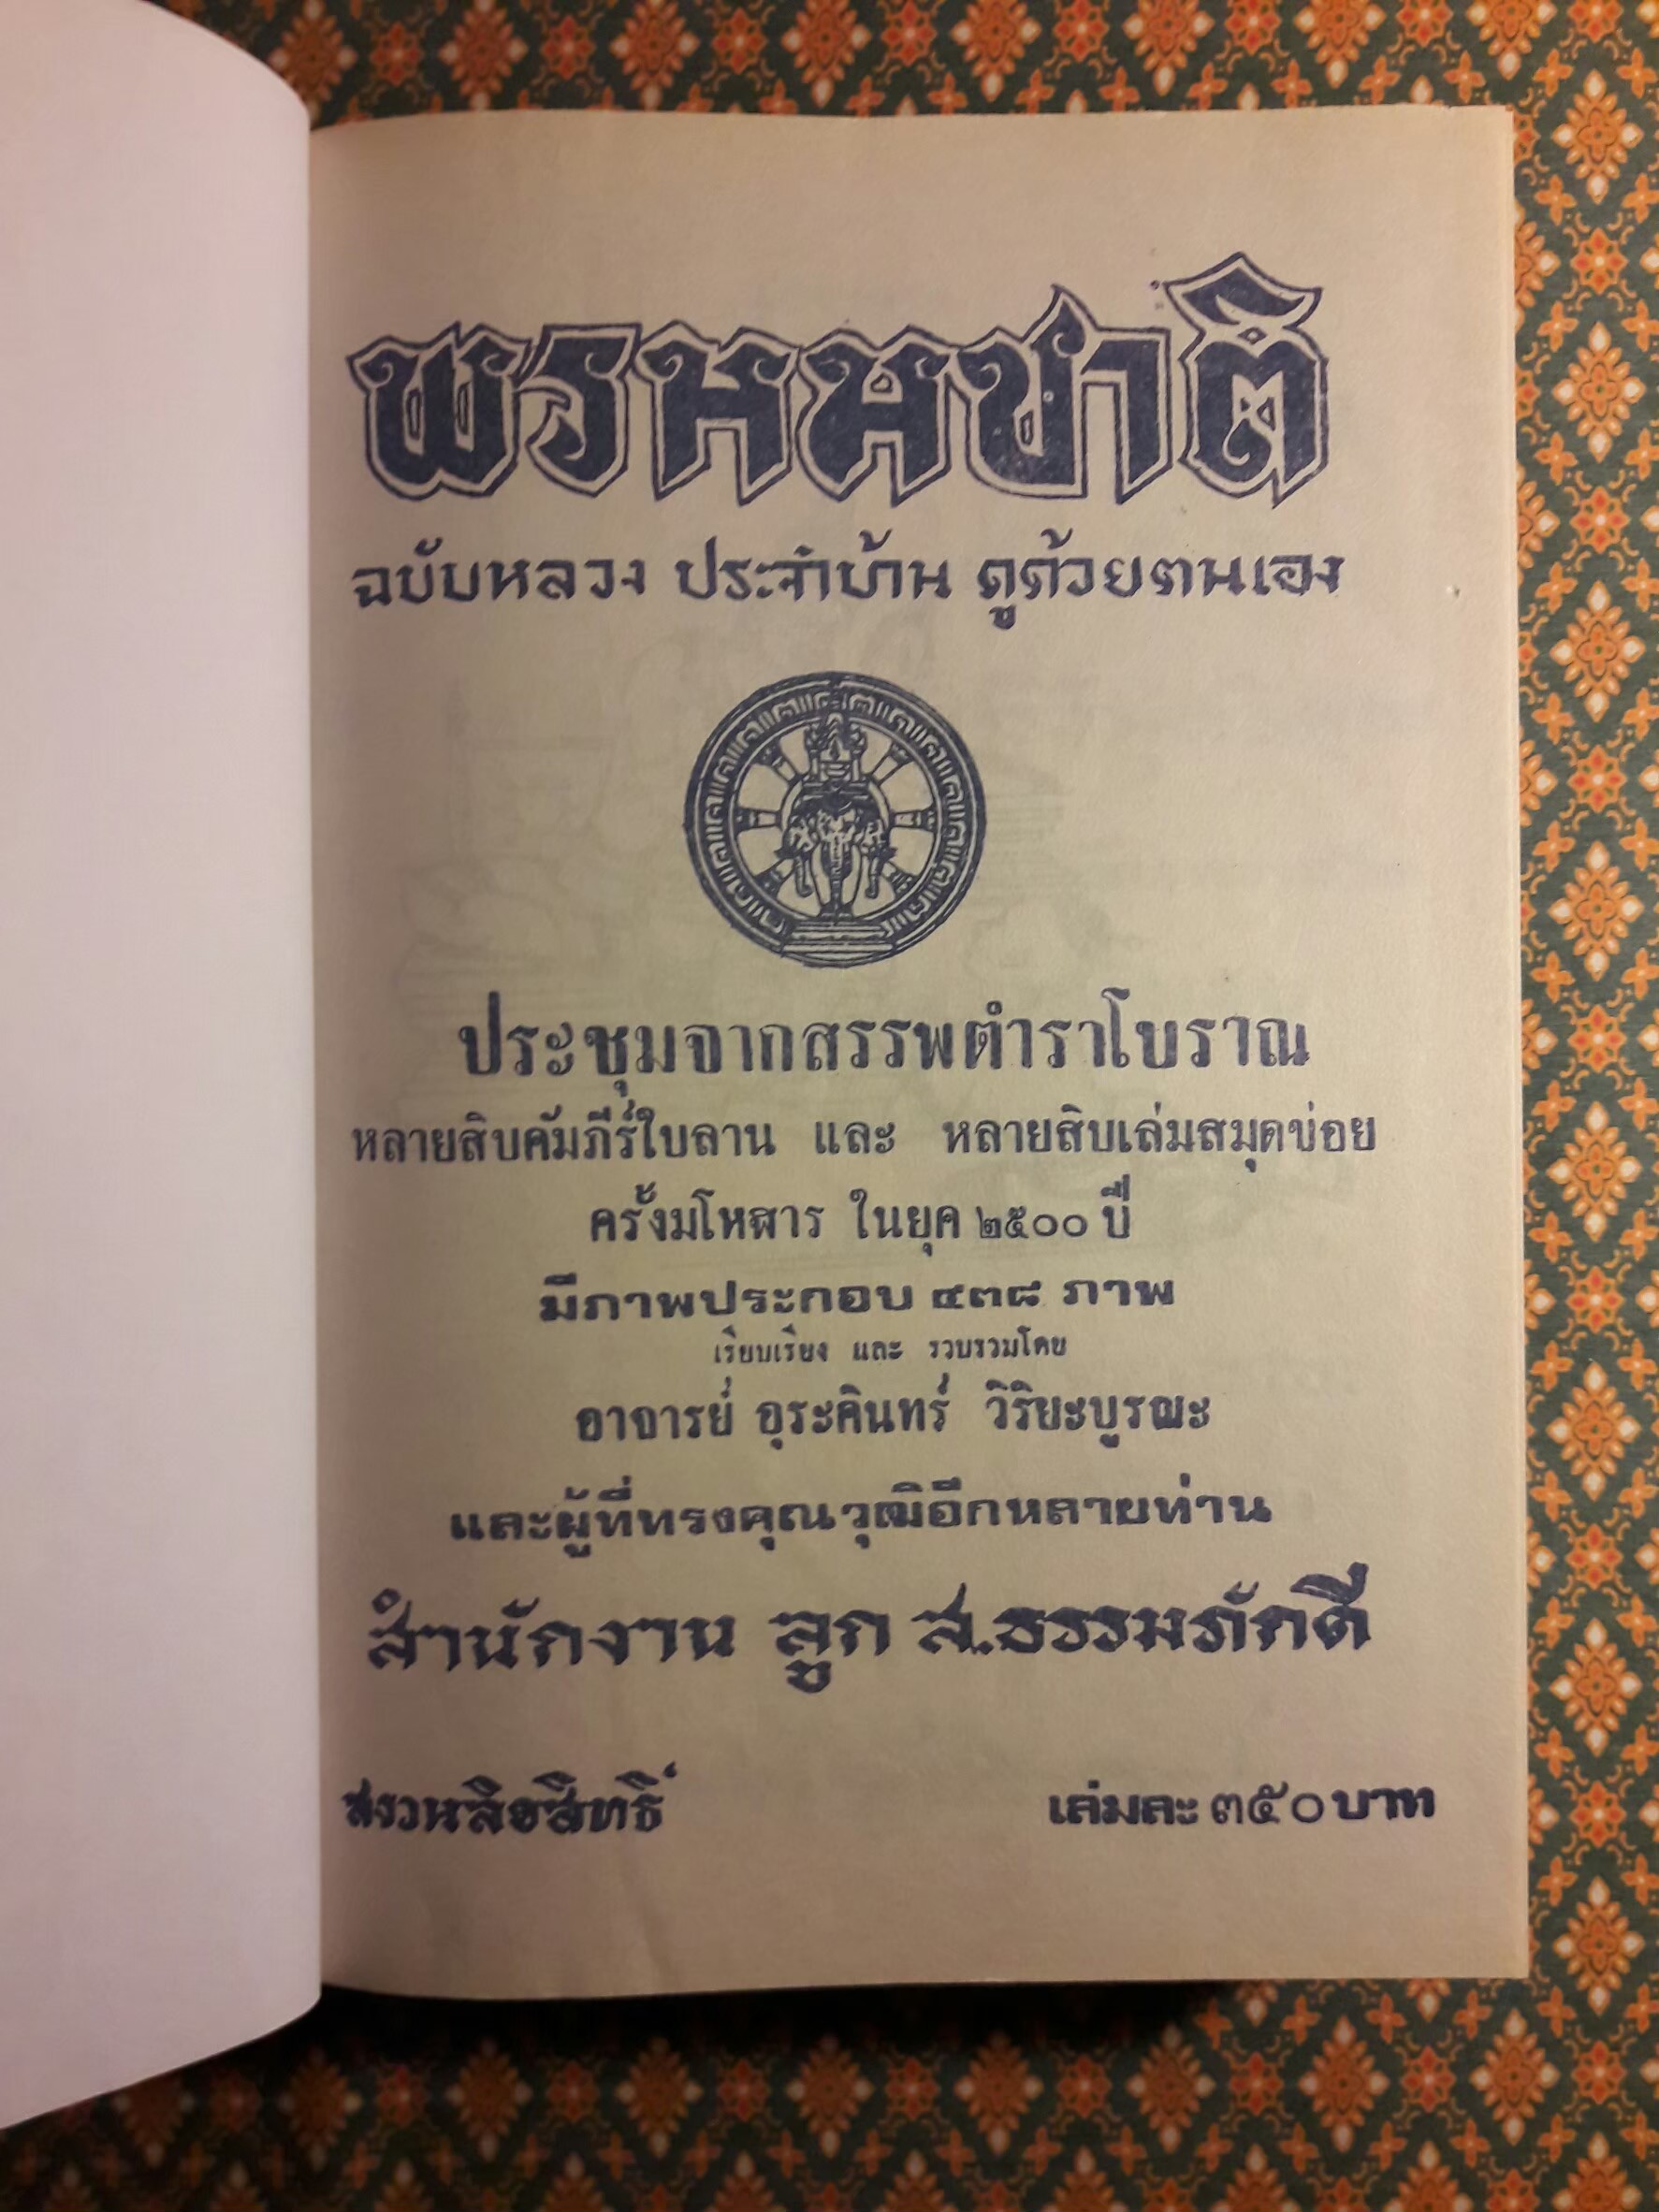 พรหมชาติ
ฉบับหลวง ประจำบ้าน ดูด้วยตนเอง
ประชุมจากสรรพตำราโบราณ
หลายสิบคัมภีร์ใบลาน และ หลายสิบเล่มสมุดข่อย
ครั้งมโหฬาร ในยุค ๒๕๐๐ ปี
มีภาพประกอบ ๔๓๘ ภาพ
เรียบเรียง และ รวบรวมโดย
อาจารย์ อุระคินทร์ วิริยะบูรณะ
และผู้ที่ทรงคุณวุฒิอีกหลายท่าน
สำนักงาน ลูก ส.ธรรมภักดี
สงวนลิขสิทธิ์ เล่มละ ๓๕๐ บาท